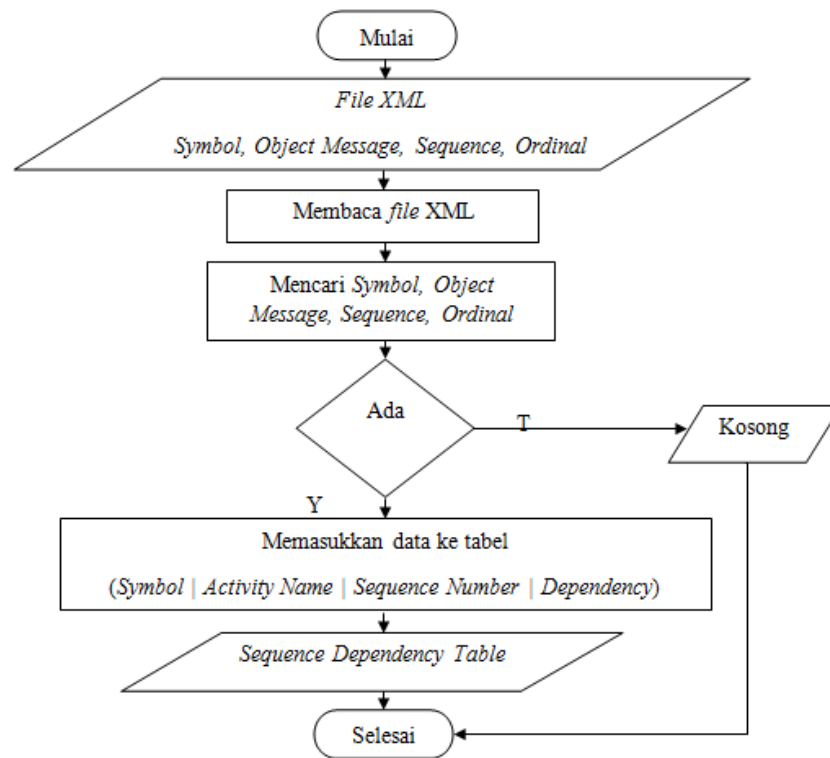 Mulai
File XML
Symbol, Object Message, Sequence, Ordinal
Membaca file XML
Mencari Symbol, Object
Message, Sequence, Ordinal
Ada
T
Kosong
Y
Memasukkan data ke tabel
(Symbol | Activity Name | Sequence Number | Dependency)
Sequence Dependency Table
Selesai